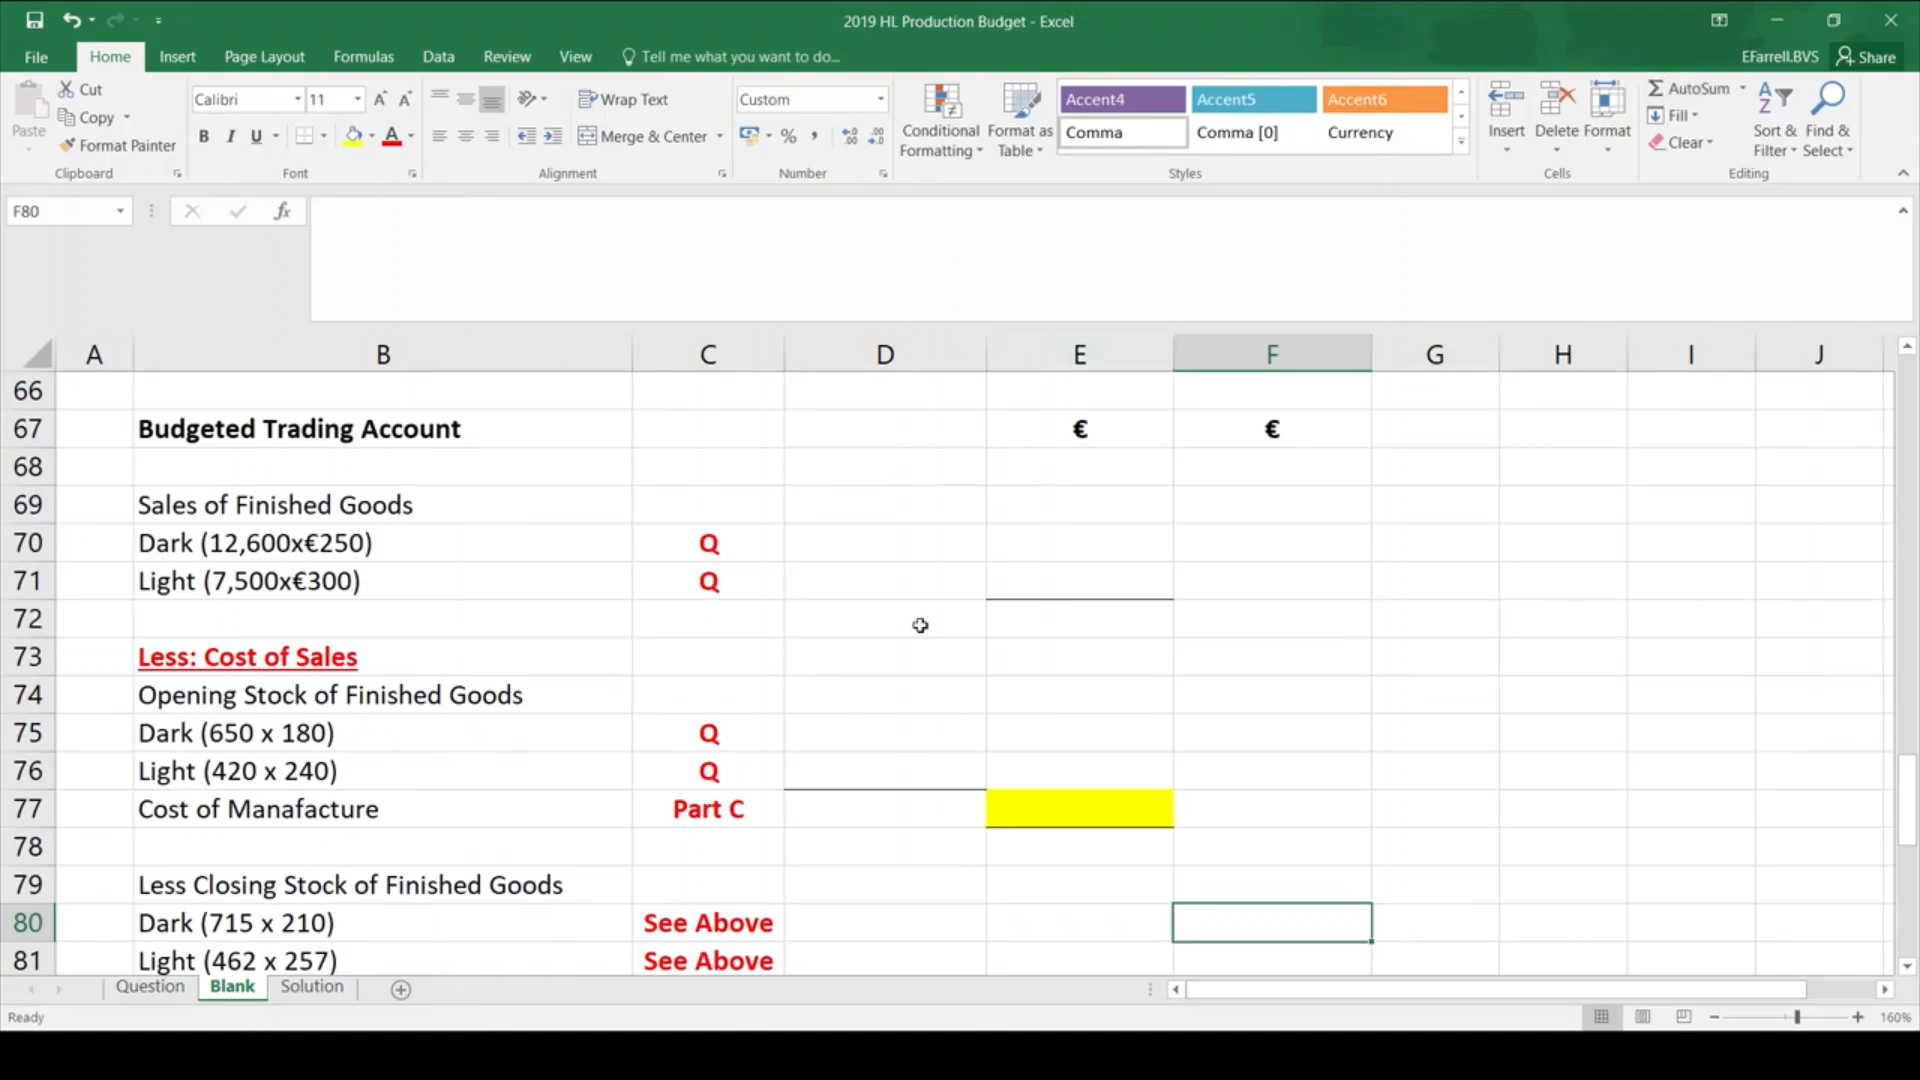 2019 HL Production Budget - Excel
File Home Insert Page Layout Formulas Data Review View Tell me what you want to do... EFarrell.BVS Share
Paste Cut Copy Format Painter Clipboard
Calibri 11 A A B I U A Font
Wrap Text Merge & Center Alignment
Custom % , Number
Conditional Formatting Format as Table
Accent4 Accent5 Accent6
Comma Comma [0] Currency
Styles
Insert Delete Format Cells
AutoSum Fill Clear Sort & Filter Find & Select Editing
F80 fx
A B C D E F G H I J
66
67 Budgeted Trading Account € €
68
69 Sales of Finished Goods
70 Dark (12,600x€250) Q
71 Light (7,500x€300) Q
72
73 Less: Cost of Sales
74 Opening Stock of Finished Goods
75 Dark (650 x 180) Q
76 Light (420 x 240) Q
77 Cost of Manafacture Part C
78
79 Less Closing Stock of Finished Goods
80 Dark (715 x 210) See Above
81 Light (462 x 257) See Above
Question Blank Solution
Ready 160%